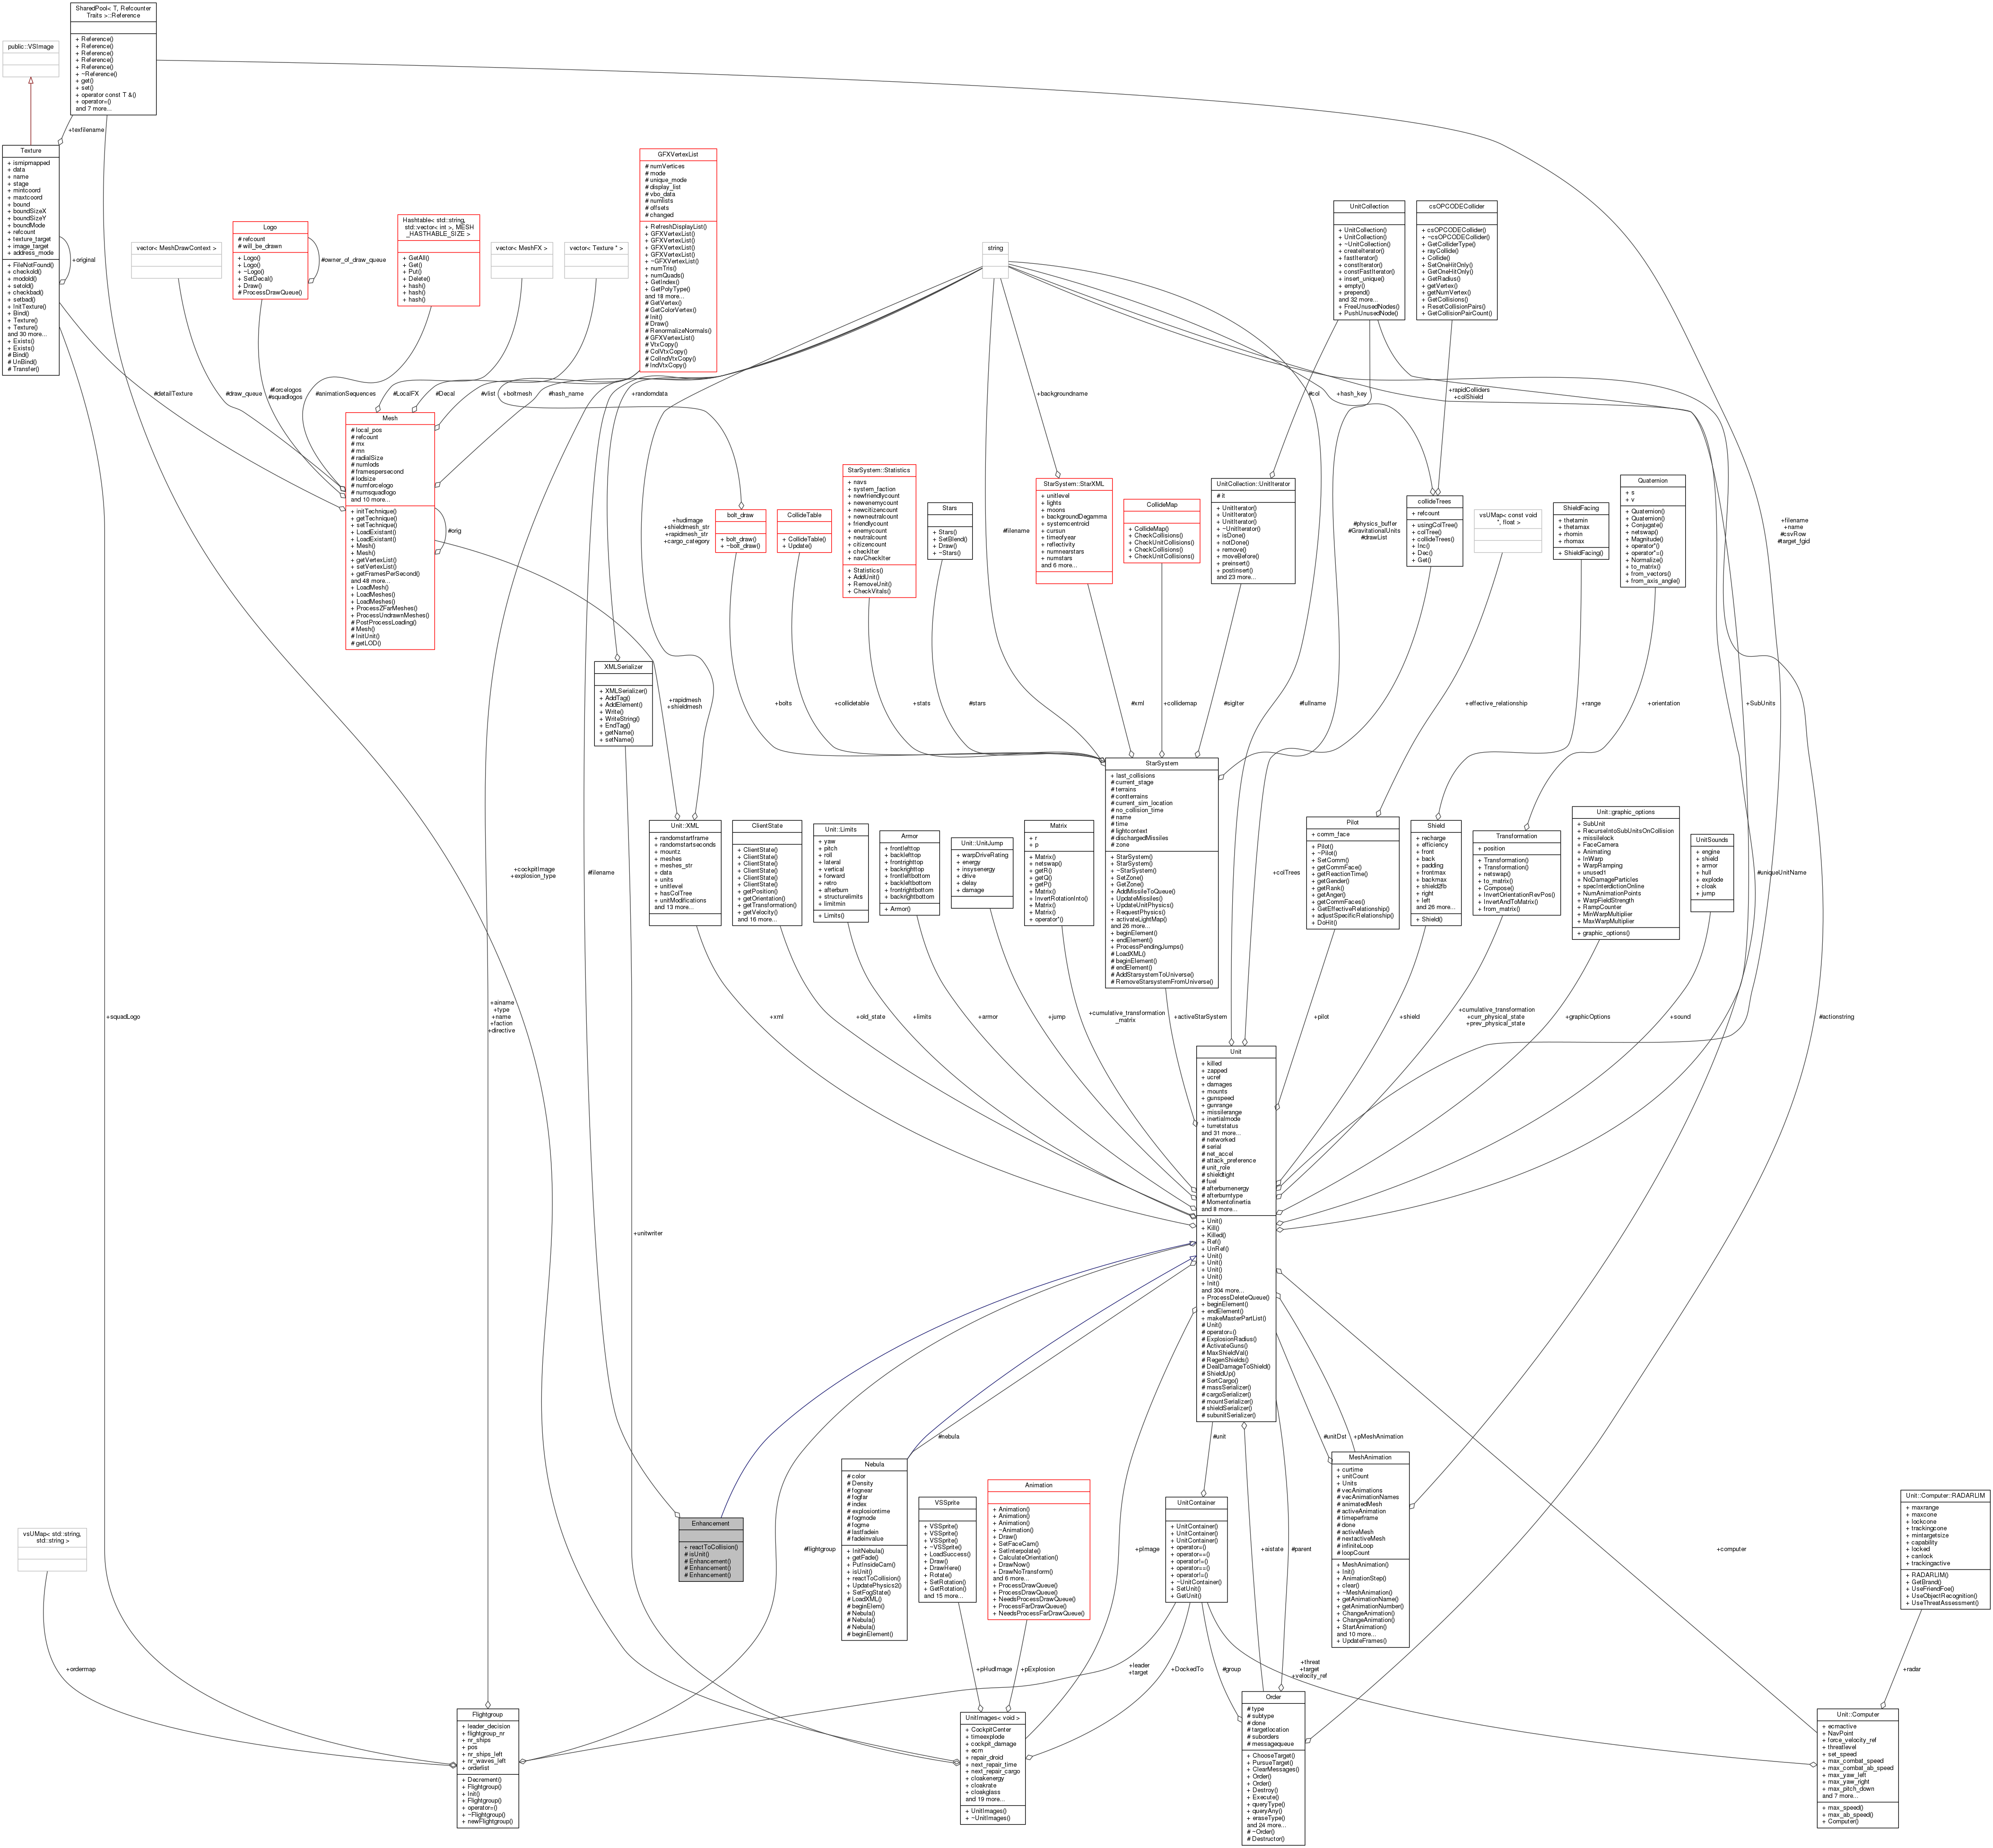 SharedPool< T, Refcounter
Traits >::Reference
+ Reference()
+ Reference()
+ Reference()
+ Reference()
+ Reference()
+ ~Reference()
+ get()
+ set()
+ operator const T &()
+ operator=()
and 7 more...
public::VSImage
+texfilename
Texture
+ ismipmapped
+ data
+ name
+ stage
+ mintcoord
+ maxtcoord
+ bound
+ boundSizeX
+ boundSizeY
+ boundMode
+ refcount
+ texture_target
+ image_target
+ address_mode
+ FileNotFound()
+ checkold()
+ modold()
+ setold()
+ checkbad()
+ setbad()
+ InitTexture()
+ Bind()
+ Texture()
+ Texture()
and 30 more...
+ Exists()
+ Exists()
# Bind()
# UnBind()
# Transfer()
+original
vector< MeshDrawContext >
Logo
# refcount
# will_be_drawn
+ Logo()
+ Logo()
+ ~Logo()
+ SetDecal()
+ Draw()
# ProcessDrawQueue()
#owner_of_draw_queue
Hashtable< std::string,
std::vector< int >, MESH
_HASTHABLE_SIZE >
+ GetAll()
+ Get()
+ Put()
+ Delete()
+ hash()
+ hash()
+ hash()
vector< MeshFX >
vector< Texture * >
GFXVertexList
# numVertices
# mode
# unique_mode
# display_list
# vbo_data
# numlists
# offsets
# changed
+ RefreshDisplayList()
+ GFXVertexList()
+ GFXVertexList()
+ GFXVertexList()
+ GFXVertexList()
+ ~GFXVertexList()
+ numTris()
+ numQuads()
+ GetIndex()
+ GetPolyType()
and 18 more...
# GetVertex()
# GetColorVertex()
# Init()
# Draw()
# RenormalizeNormals()
# GFXVertexList()
# VtxCopy()
# ColVtxCopy()
# ColIndVtxCopy()
# IndVtxCopy()
string
UnitCollection
+ UnitCollection()
+ UnitCollection()
+ ~UnitCollection()
+ createIterator()
+ fastIterator()
+ constIterator()
+ constFastIterator()
+ insert_unique()
+ empty()
+ prepend()
and 32 more...
+ FreeUnusedNodes()
+ PushUnusedNode()
csOPCODECollider
+ csOPCODECollider()
+ ~csOPCODECollider()
+ GetColliderType()
+ rayCollide()
+ Collide()
+ SetOneHitOnly()
+ GetOneHitOnly()
+ GetRadius()
+ getVertex()
+ getNumVertex()
+ GetCollisions()
+ ResetCollisionPairs()
+ GetCollisionPairCount()
#detailTexture
#draw_queue
#forcelogos
#squadlogos
#animationSequences
#LocalFX
#Decal
#vlist
+boltmesh
#hash_name
+randomdata
+backgroundname
#col
+hash_key
+rapidColliders
+colShield
Mesh
# local_pos
# refcount
# mx
# mn
# radialSize
# numlods
# framespersecond
# lodsize
# numforcelogo
# numsquadlogo
and 10 more...
+ initTechnique()
+ getTechnique()
+ setTechnique()
+ LoadExistant()
+ LoadExistant()
+ Mesh()
+ Mesh()
+ getVertexList()
+ setVertexList()
+ getFramesPerSecond()
and 48 more...
+ LoadMesh()
+ LoadMeshes()
+ LoadMeshes()
+ ProcessZFarMeshes()
+ ProcessUndrawnMeshes()
# PostProcessLoading()
# Mesh()
# InitUnit()
# getLOD()
#orig
+hudimage
+shieldmesh_str
+rapidmesh_str
+cargo_category
bolt_draw
+ bolt_draw()
+ ~bolt_draw()
CollideTable
+ CollideTable()
+ Update()
StarSystem::Statistics
+ navs
+ system_faction
+ newfriendlycount
+ newenemycount
+ newcitizencount
+ newneutralcount
+ friendlycount
+ enemycount
+ neutralcount
+ citizencount
+ checkIter
+ navCheckIter
+ Statistics()
+ AddUnit()
+ RemoveUnit()
+ CheckVitals()
Stars
+ Stars()
+ SetBlend()
+ Draw()
+ ~Stars()
#filename
StarSystem::StarXML
+ unitlevel
+ lights
+ moons
+ backgroundDegamma
+ systemcentroid
+ cursun
+ timeofyear
+ reflectivity
+ numnearstars
+ numstars
and 6 more...
CollideMap
+ CollideMap()
+ CheckCollisions()
+ CheckUnitCollisions()
+ CheckCollisions()
+ CheckUnitCollisions()
UnitCollection::UnitIterator
# it
+ UnitIterator()
+ UnitIterator()
+ UnitIterator()
+ ~UnitIterator()
+ isDone()
+ notDone()
+ remove()
+ moveBefore()
+ preinsert()
+ postinsert()
and 23 more...
#physics_buffer
#GravitationalUnits
#drawList
collideTrees
+ refcount
+ usingColTree()
+ colTree()
+ collideTrees()
+ Inc()
+ Dec()
+ Get()
vsUMap< const void
*, float >
ShieldFacing
+ thetamin
+ thetamax
+ rhomin
+ rhomax
+ ShieldFacing()
Quaternion
+ s
+ v
+ Quaternion()
+ Quaternion()
+ Conjugate()
+ netswap()
+ Magnitude()
+ operator*()
+ operator*=()
+ Normalize()
+ to_matrix()
+ from_vectors()
+ from_axis_angle()
+filename
+name
#csvRow
#target_fgid
XMLSerializer
+ XMLSerializer()
+ AddTag()
+ AddElement()
+ Write()
+ WriteString()
+ EndTag()
+ getName()
+ setName()
+rapidmesh
+shieldmesh
+bolts
+collidetable
+stats
#stars
#xml
+collidemap
#sigIter
#fullname
+effective_relationship
+range
+orientation
+SubUnits
StarSystem
+ last_collisions
# current_stage
# terrains
# contterrains
# current_sim_location
# no_collision_time
# name
# time
# lightcontext
# dischargedMissiles
# zone
+ StarSystem()
+ StarSystem()
+ ~StarSystem()
+ SetZone()
+ GetZone()
+ AddMissileToQueue()
+ UpdateMissiles()
+ UpdateUnitPhysics()
+ RequestPhysics()
+ activateLightMap()
and 26 more...
+ beginElement()
+ endElement()
+ ProcessPendingJumps()
# LoadXML()
# beginElement()
# endElement()
# AddStarsystemToUniverse()
# RemoveStarsystemFromUniverse()
+cockpitImage
+explosion_type
#filename
Unit::XML
+ randomstartframe
+ randomstartseconds
+ mountz
+ meshes
+ meshes_str
+ data
+ units
+ unitlevel
+ hasColTree
+ unitModifications
and 13 more...
ClientState
+ ClientState()
+ ClientState()
+ ClientState()
+ ClientState()
+ ClientState()
+ ClientState()
+ getPosition()
+ getOrientation()
+ getTransformation()
+ getVelocity()
and 16 more...
Unit::Limits
+ yaw
+ pitch
+ roll
+ lateral
+ vertical
+ forward
+ retro
+ afterburn
+ structurelimits
+ limitmin
+ Limits()
Armor
+ frontlefttop
+ backlefttop
+ frontrighttop
+ backrighttop
+ frontleftbottom
+ backleftbottom
+ frontrightbottom
+ backrightbottom
+ Armor()
Unit::UnitJump
+ warpDriveRating
+ energy
+ insysenergy
+ drive
+ delay
+ damage
Matrix
+ r
+ p
+ Matrix()
+ netswap()
+ getR()
+ getQ()
+ getP()
+ Matrix()
+ InvertRotationInto()
+ Matrix()
+ Matrix()
+ operator*()
+colTrees
Pilot
+ comm_face
+ Pilot()
+ ~Pilot()
+ SetComm()
+ getCommFace()
+ getReactionTime()
+ getGender()
+ getRank()
+ getAnger()
+ getCommFaces()
+ GetEffectiveRelationship()
+ adjustSpecificRelationship()
+ DoHit()
Shield
+ recharge
+ efficiency
+ front
+ back
+ padding
+ frontmax
+ backmax
+ shield2fb
+ right
+ left
and 26 more...
+ Shield()
Transformation
+ position
+ Transformation()
+ Transformation()
+ netswap()
+ to_matrix()
+ Compose()
+ InvertOrientationRevPos()
+ InvertAndToMatrix()
+ from_matrix()
Unit::graphic_options
+ SubUnit
+ RecurseIntoSubUnitsOnCollision
+ missilelock
+ FaceCamera
+ Animating
+ InWarp
+ WarpRamping
+ unused1
+ NoDamageParticles
+ specInterdictionOnline
+ NumAnimationPoints
+ WarpFieldStrength
+ RampCounter
+ MinWarpMultiplier
+ MaxWarpMultiplier
+ graphic_options()
UnitSounds
+ engine
+ shield
+ armor
+ hull
+ explode
+ cloak
+ jump
#uniqueUnitName
+squadLogo
+ainame
+type
+name
+faction
+directive
+xml
+old_state
+limits
+armor
+jump
+cumulative_transformation
_matrix
+activeStarSystem
+pilot
+shield
+cumulative_transformation
+curr_physical_state
+prev_physical_state
+graphicOptions
+sound
#actionstring
Unit
+ killed
+ zapped
+ ucref
+ damages
+ mounts
+ gunspeed
+ gunrange
+ missilerange
+ inertialmode
+ turretstatus
and 31 more...
# networked
# serial
# net_accel
# attack_preference
# unit_role
# shieldtight
# fuel
# afterburnenergy
# afterburntype
# Momentofinertia
and 8 more...
+ Unit()
+ Kill()
+ Killed()
+ Ref()
+ UnRef()
+ Unit()
+ Unit()
+ Unit()
+ Unit()
+ Init()
and 304 more...
+ ProcessDeleteQueue()
+ beginElement()
+ endElement()
+ makeMasterPartList()
# Unit()
# operator=()
# ExplosionRadius()
# ActivateGuns()
# MaxShieldVal()
# RegenShields()
# DealDamageToShield()
# ShieldUp()
# SortCargo()
# massSerializer()
# cargoSerializer()
# mountSerializer()
# shieldSerializer()
# subunitSerializer()
+unitwriter
#nebula
#unit
#unitDst
+pMeshAnimation
Enhancement
+ reactToCollision()
# isUnit()
# Enhancement()
# Enhancement()
# Enhancement()
#flightgroup
Nebula
# color
# Density
# fognear
# fogfar
# index
# explosiontime
# fogmode
# fogme
# lastfadein
# fadeinvalue
+ InitNebula()
+ getFade()
+ PutInsideCam()
+ isUnit()
+ reactToCollision()
+ UpdatePhysics2()
+ SetFogState()
# LoadXML()
# beginElem()
# Nebula()
# Nebula()
# Nebula()
# beginElement()
VSSprite
+ VSSprite()
+ VSSprite()
+ VSSprite()
+ ~VSSprite()
+ LoadSuccess()
+ Draw()
+ DrawHere()
+ Rotate()
+ SetRotation()
+ GetRotation()
and 15 more...
Animation
+ Animation()
+ Animation()
+ Animation()
+ ~Animation()
+ Draw()
+ SetFaceCam()
+ SetInterpolate()
+ CalculateOrientation()
+ DrawNow()
+ DrawNoTransform()
and 6 more...
+ ProcessDrawQueue()
+ ProcessDrawQueue()
+ NeedsProcessDrawQueue()
+ ProcessFarDrawQueue()
+ NeedsProcessFarDrawQueue()
+pImage
UnitContainer
+ UnitContainer()
+ UnitContainer()
+ UnitContainer()
+ operator=()
+ operator==()
+ operator!=()
+ operator==()
+ operator!=()
+ ~UnitContainer()
+ SetUnit()
+ GetUnit()
+aistate
#parent
MeshAnimation
+ curtime
+ unitCount
+ Units
# vecAnimations
# vecAnimationNames
# animatedMesh
# activeAnimation
# timeperframe
# done
# activeMesh
# nextactiveMesh
# infiniteLoop
# loopCount
+ MeshAnimation()
+ Init()
+ AnimationStep()
+ clear()
+ ~MeshAnimation()
+ getAnimationName()
+ getAnimationNumber()
+ ChangeAnimation()
+ ChangeAnimation()
+ StartAnimation()
and 10 more...
+ UpdateFrames()
+computer
Unit::Computer::RADARLIM
+ maxrange
+ maxcone
+ lockcone
+ trackingcone
+ mintargetsize
+ capability
+ locked
+ canlock
+ trackingactive
+ RADARLIM()
+ GetBrand()
+ UseFriendFoe()
+ UseObjectRecognition()
+ UseThreatAssessment()
vsUMap< std::string,
std::string >
+ordermap
+pHudImage
+pExplosion
+leader
+target
+DockedTo
#group
+threat
+target
+velocity_ref
+radar
Flightgroup
+ leader_decision
+ flightgroup_nr
+ nr_ships
+ pos
+ nr_ships_left
+ nr_waves_left
+ orderlist
+ Decrement()
+ Flightgroup()
+ Init()
+ Flightgroup()
+ operator=()
+ ~Flightgroup()
+ newFlightgroup()
UnitImages< void >
+ CockpitCenter
+ timeexplode
+ cockpit_damage
+ ecm
+ repair_droid
+ next_repair_time
+ next_repair_cargo
+ cloakenergy
+ cloakrate
+ cloakglass
and 19 more...
+ UnitImages()
+ ~UnitImages()
Order
# type
# subtype
# done
# targetlocation
# suborders
# messagequeue
+ ChooseTarget()
+ PursueTarget()
+ ClearMessages()
+ Order()
+ Order()
+ Destroy()
+ Execute()
+ queryType()
+ queryAny()
+ eraseType()
and 24 more...
# ~Order()
# Destructor()
Unit::Computer
+ ecmactive
+ NavPoint
+ force_velocity_ref
+ threatlevel
+ set_speed
+ max_combat_speed
+ max_combat_ab_speed
+ max_yaw_left
+ max_yaw_right
+ max_pitch_down
and 7 more...
+ max_speed()
+ max_ab_speed()
+ Computer()